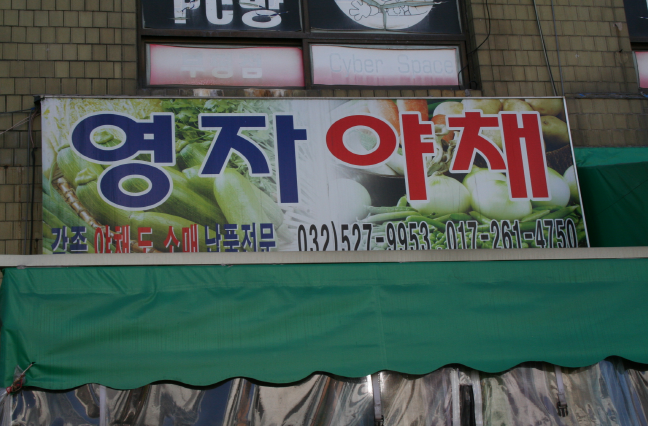 PC방
Cyber Space
영자야채
각종 야채 도 소매 납품전문 032)527-9953 017-261-4750